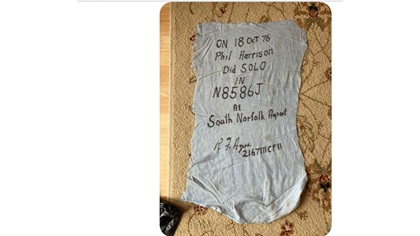 ON 18 OCT 76
Phil Harrison
Did SOLO
IN
N8586J
At
South Norfolk Airport